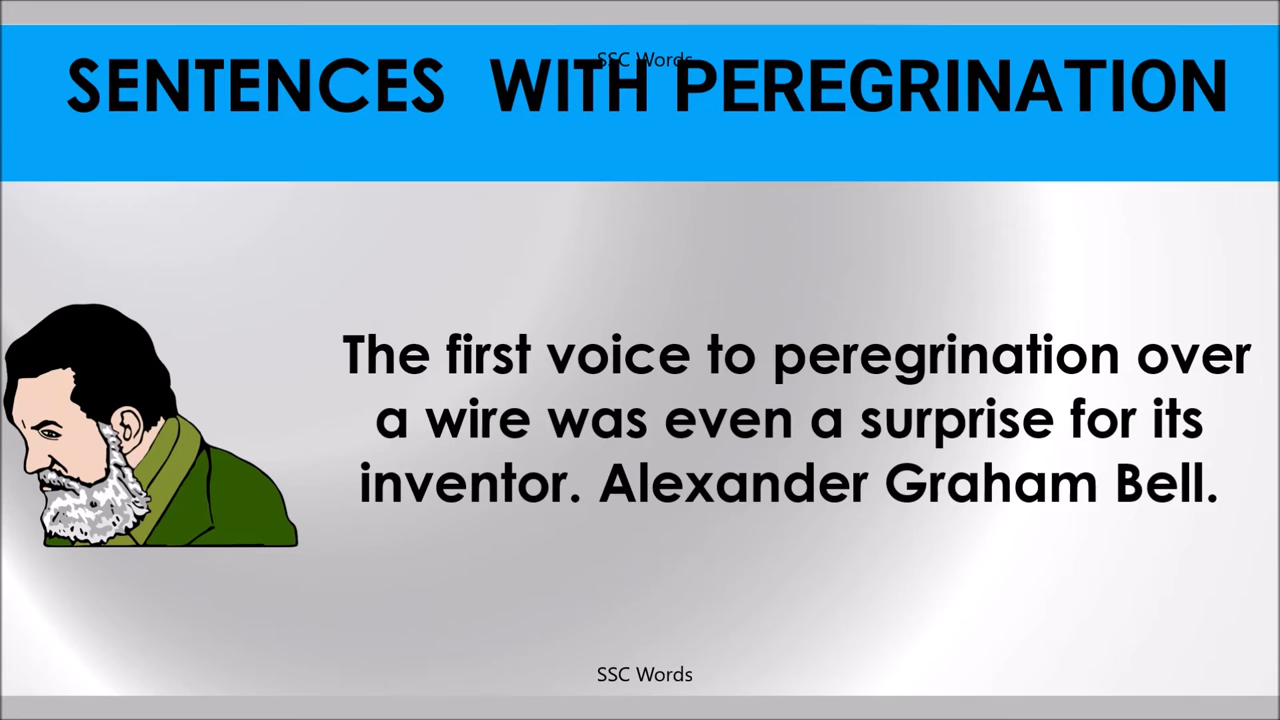 SSC Words
SENTENCES WITH PEREGRINATION
The first voice to peregrination over
a wire was even a surprise for its
inventor. Alexander Graham Bell.
SSC Words